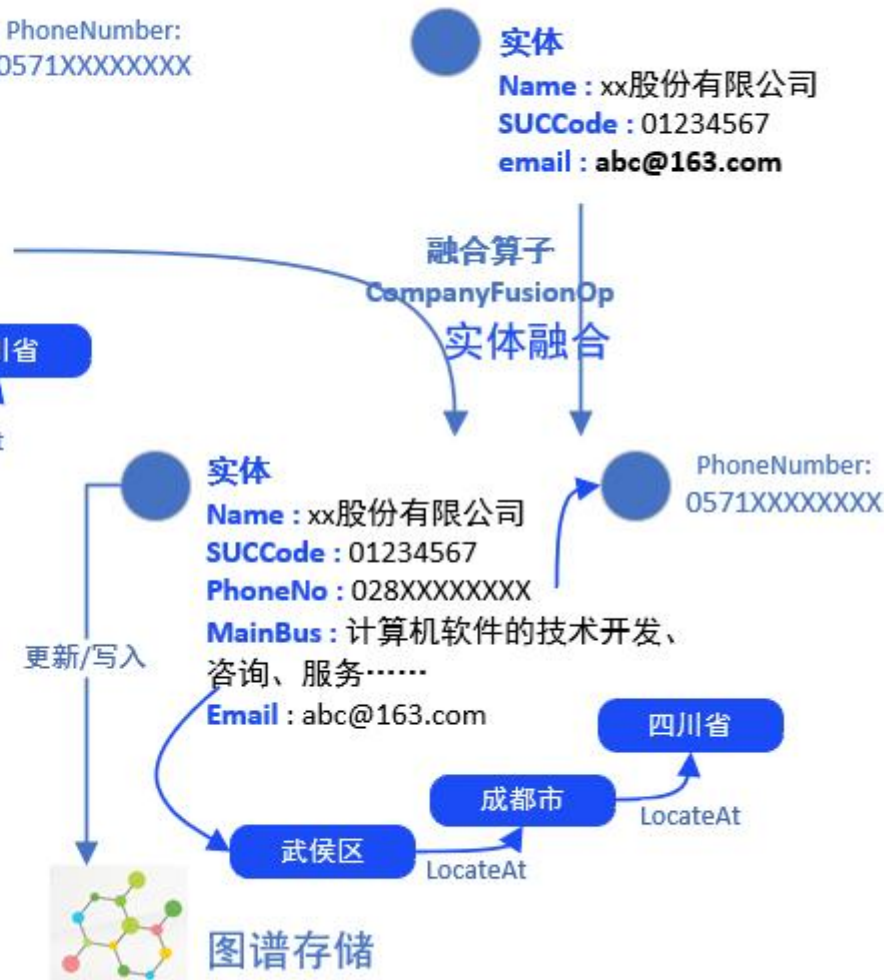 PhoneNumber:
0571XXXXXXXX
实体
Name : xx股份有限公司
SUCCode : 01234567
email : abc@163.com
融合算子
CompanyFusionOp
实体融合
川省
t
实体
Name : xx股份有限公司
SUCCode : 01234567
PhoneNo : 028XXXXXXXX
MainBus : 计算机软件的技术开发、
咨询、服务……
Email : abc@163.com
PhoneNumber:
0571XXXXXXXX
更新/写入
四川省
成都市
LocateAt
武侯区
LocateAt
图谱存储